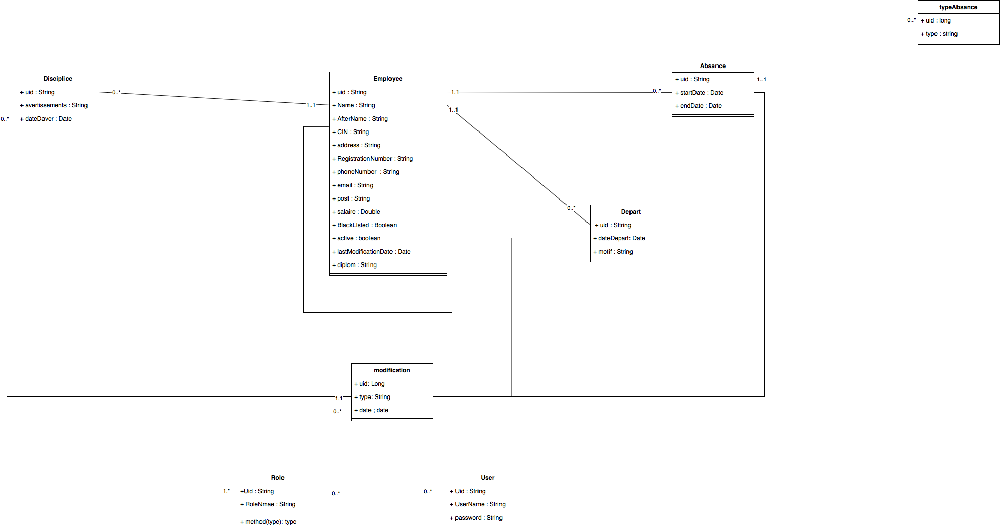 typeAbsance
+ uid : long
+ type : string
0..*
Absance
+ uid : String
+ startDate : Date
+ endDate : Date
1..1
0..*
Disciplice
+ uid : String
+ avertissements : String
+ dateDaver : Date
0..*
0..*
1..1
Employee
+ uid : String
+ Name : String
+ AfterName : String
+ CIN : String
+ address : String
+ RegistrationNumber : String
+ phoneNumber : String
+ email : String
+ post : String
+ salaire : Double
+ BlackLIsted : Boolean
+ active : boolean
+ lastModificationDate : Date
+ diplom : String
1.1
1..1
0..*
Depart
+ uid : Sttring
+ dateDepart: Date
+ motif : String
modification
+ uid: Long
+ type: String
+ date ; date
1.1
0..*
Role
+Uid : String
+ RoleNmae : String
+ method(type): type
1.*
0..*
0..*
User
+ Uid : String
+ UserName : String
+ password : String